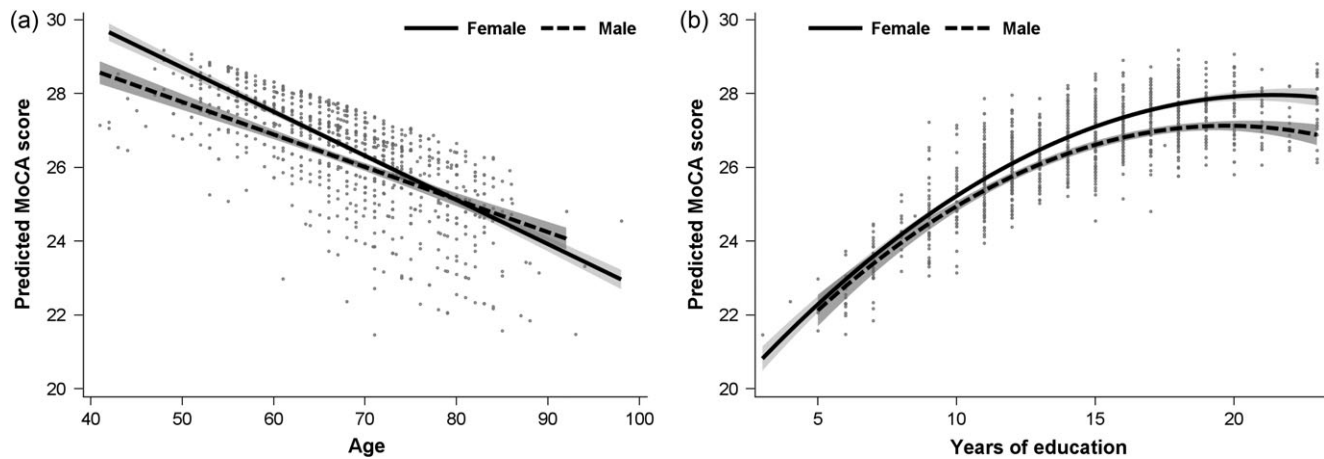 (a)
Female Male
30
28
26
24
22
20
Predicted MoCA score
40 50 60 70 80 90 100
Age
(b)
Female Male
30
28
26
24
22
20
Predicted MoCA score
5 10 15 20
Years of education